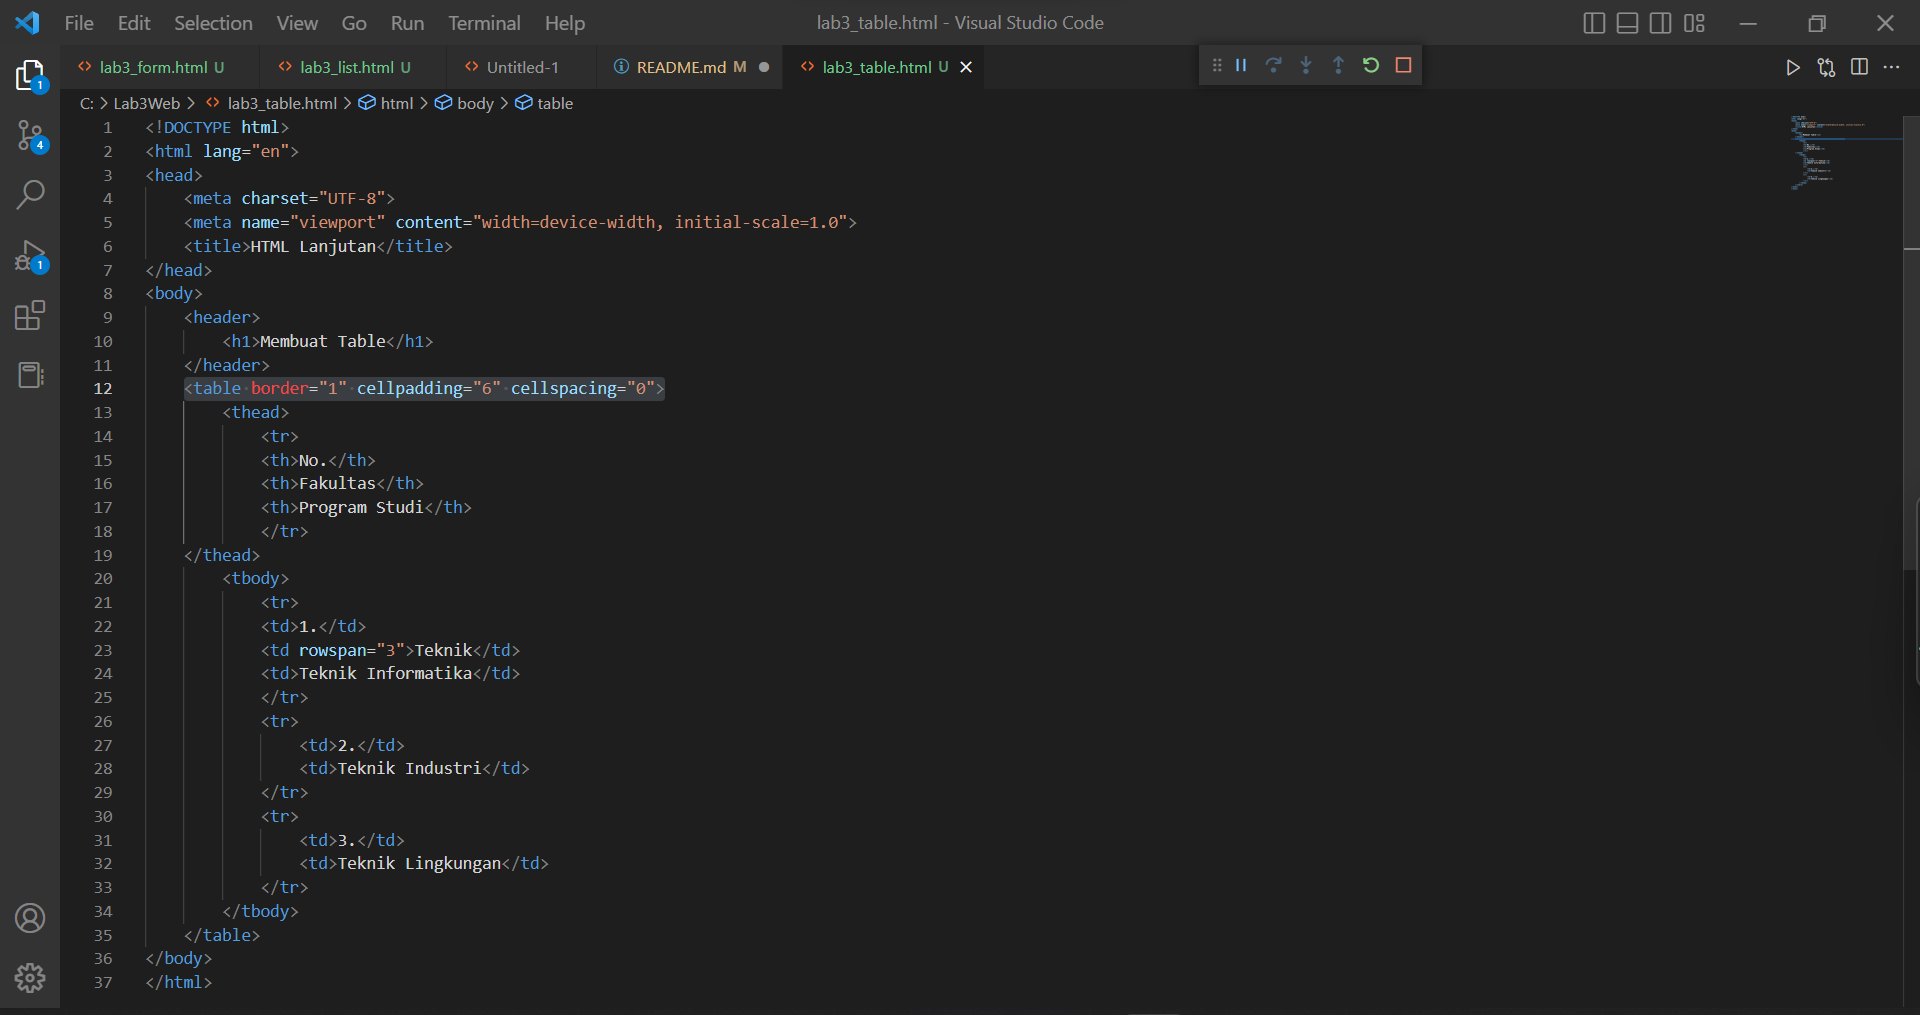 File Edit Selection View Go Run Terminal Help
lab3_table.html - Visual Studio Code
lab3_form.html U
lab3_list.html U
Untitled-1
README.md M
lab3_table.html U
C: > Lab3Web > lab3_table.html > html > body > table
1 <!DOCTYPE html>
2 <html lang="en">
3 <head>
4 <meta charset="UTF-8">
5 <meta name="viewport" content="width=device-width, initial-scale=1.0">
6 <title>HTML Lanjutan</title>
7 </head>
8 <body>
9 <header>
10 <h1>Membuat Table</h1>
11 </header>
12 <table border="1" cellpadding="6" cellspacing="0">
13 <thead>
14 <tr>
15 <th>No.</th>
16 <th>Fakultas</th>
17 <th>Program Studi</th>
18 </tr>
19 </thead>
20 <tbody>
21 <tr>
22 <td>1.</td>
23 <td rowspan="3">Teknik</td>
24 <td>Teknik Informatika</td>
25 </tr>
26 <tr>
27 <td>2.</td>
28 <td>Teknik Industri</td>
29 </tr>
30 <tr>
31 <td>3.</td>
32 <td>Teknik Lingkungan</td>
33 </tr>
34 </tbody>
35 </table>
36 </body>
37 </html>
1
4
1